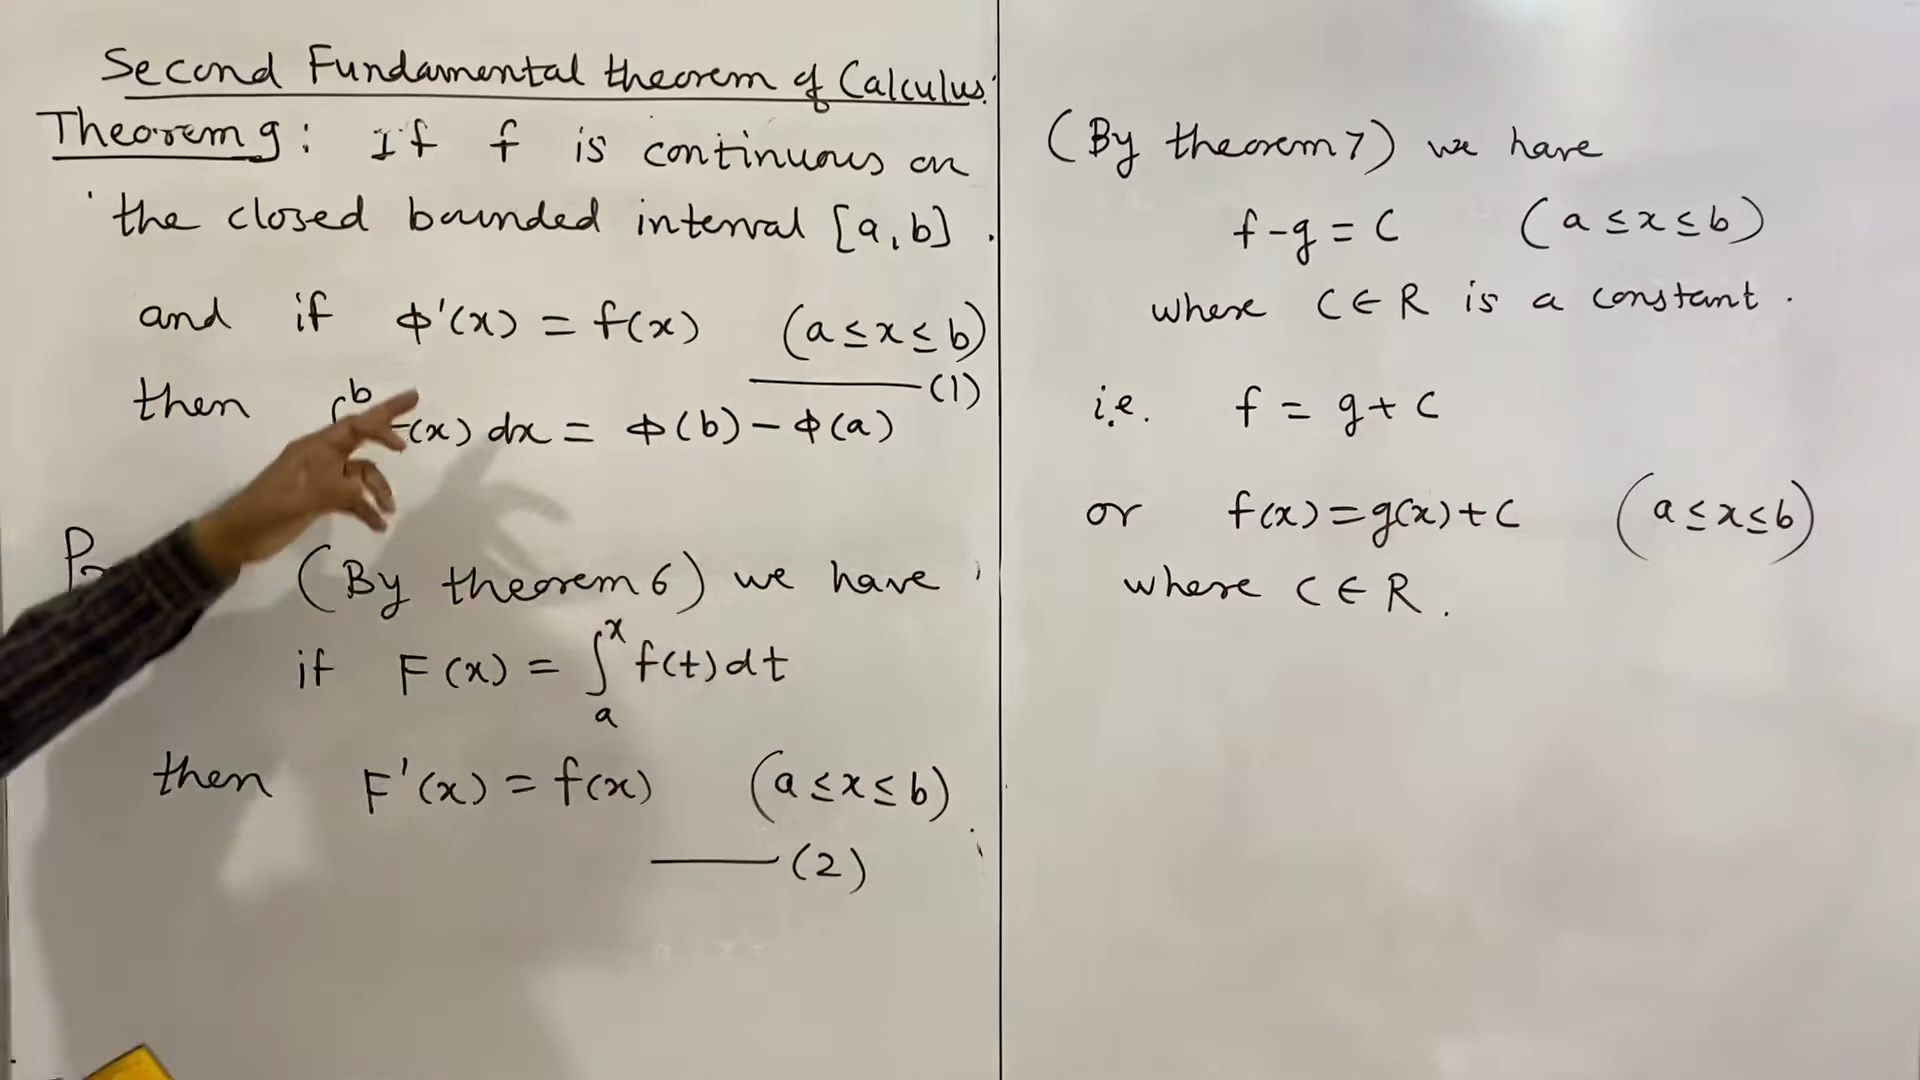 Second Fundamental theorem of Calculus.
Theorem 9: If f is continuous on
the closed bounded interval [a, b].
and if ϕ'(x) = f(x) (a ≤ x ≤ b)
——— (1)
then ∫ b (x) dx = ϕ(b) − ϕ(a)
(By theorem 6) we have
if F(x) = ∫ₐˣ f(t) dt
then F'(x) = f(x) (a ≤ x ≤ b)
——— (2)
(By theorem 7) we have
f - g = C (a ≤ x ≤ b)
where C ∈ R is a constant.
i.e. f = g + C
or f(x) = g(x) + C (a ≤ x ≤ b)
where C ∈ R.